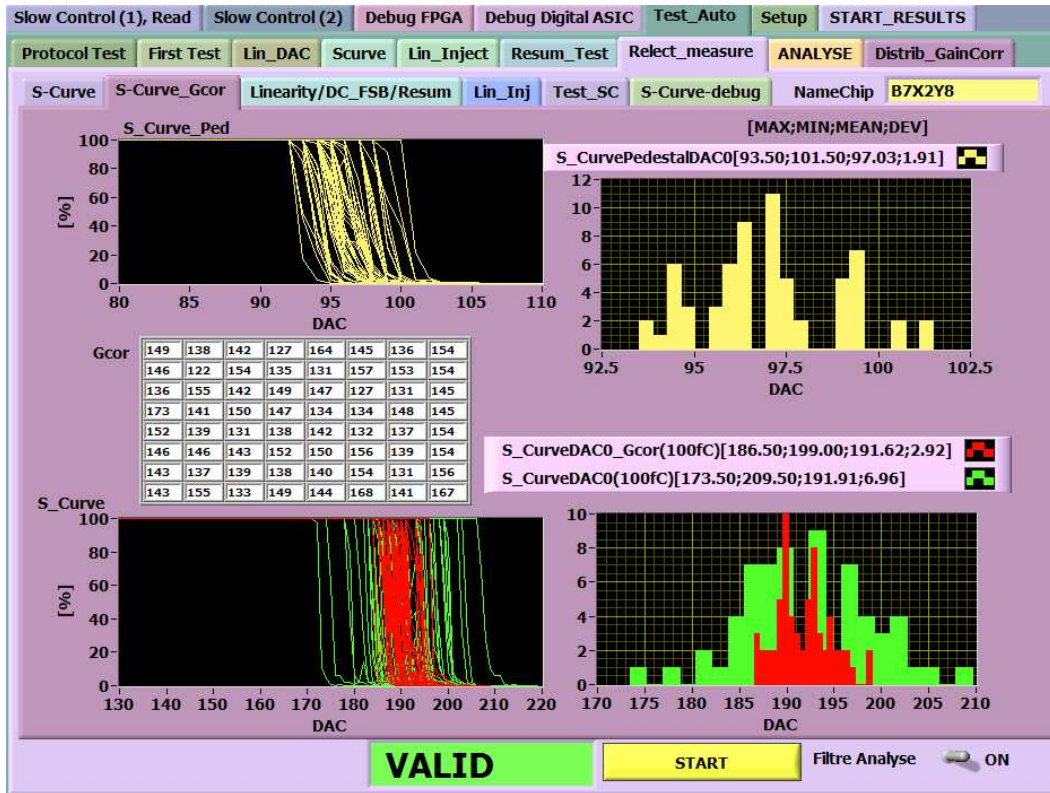 Slow Control (1), Read Slow Control (2) Debug FPGA Debug Digital ASIC Test_Auto Setup START_RESULTS
Protocol Test First Test Lin_DAC Scurve Lin_Inject Resum_Test Relect_measure ANALYSE Distrib_GainCorr
S-Curve S-Curve_Gcor Linearity/DC_FSB/Resum Lin_Inj Test_SC S-Curve-debug NameChip B7X2Y8
S_Curve_Ped
[MAX;MIN;MEAN;DEV]
S_CurvePedestalDAC0[93.50;101.50;97.03;1.91]
100
80
60
40
20
0
[%]
80 85 90 95 100 105 110
DAC
12
10
8
6
4
2
0
92.5 95 97.5 100 102.5
DAC
Gcor
149 138 142 127 164 145 136 154
146 122 154 135 131 157 153 154
136 155 142 149 147 127 131 145
173 141 150 147 134 134 148 145
152 139 131 138 142 132 137 154
146 146 143 152 150 156 139 154
143 137 139 138 140 154 131 156
143 155 133 149 144 168 141 167
S_CurveDAC0_Gcor(100fC)[186.50;199.00;191.62;2.92]
S_CurveDAC0(100fC)[173.50;209.50;191.91;6.96]
S_Curve
100
80
60
40
20
0
[%]
130 140 150 160 170 180 190 200 210 220
DAC
10
8
6
4
2
0
170 175 180 185 190 195 200 205 210
DAC
VALID START Filtre Analyse ON